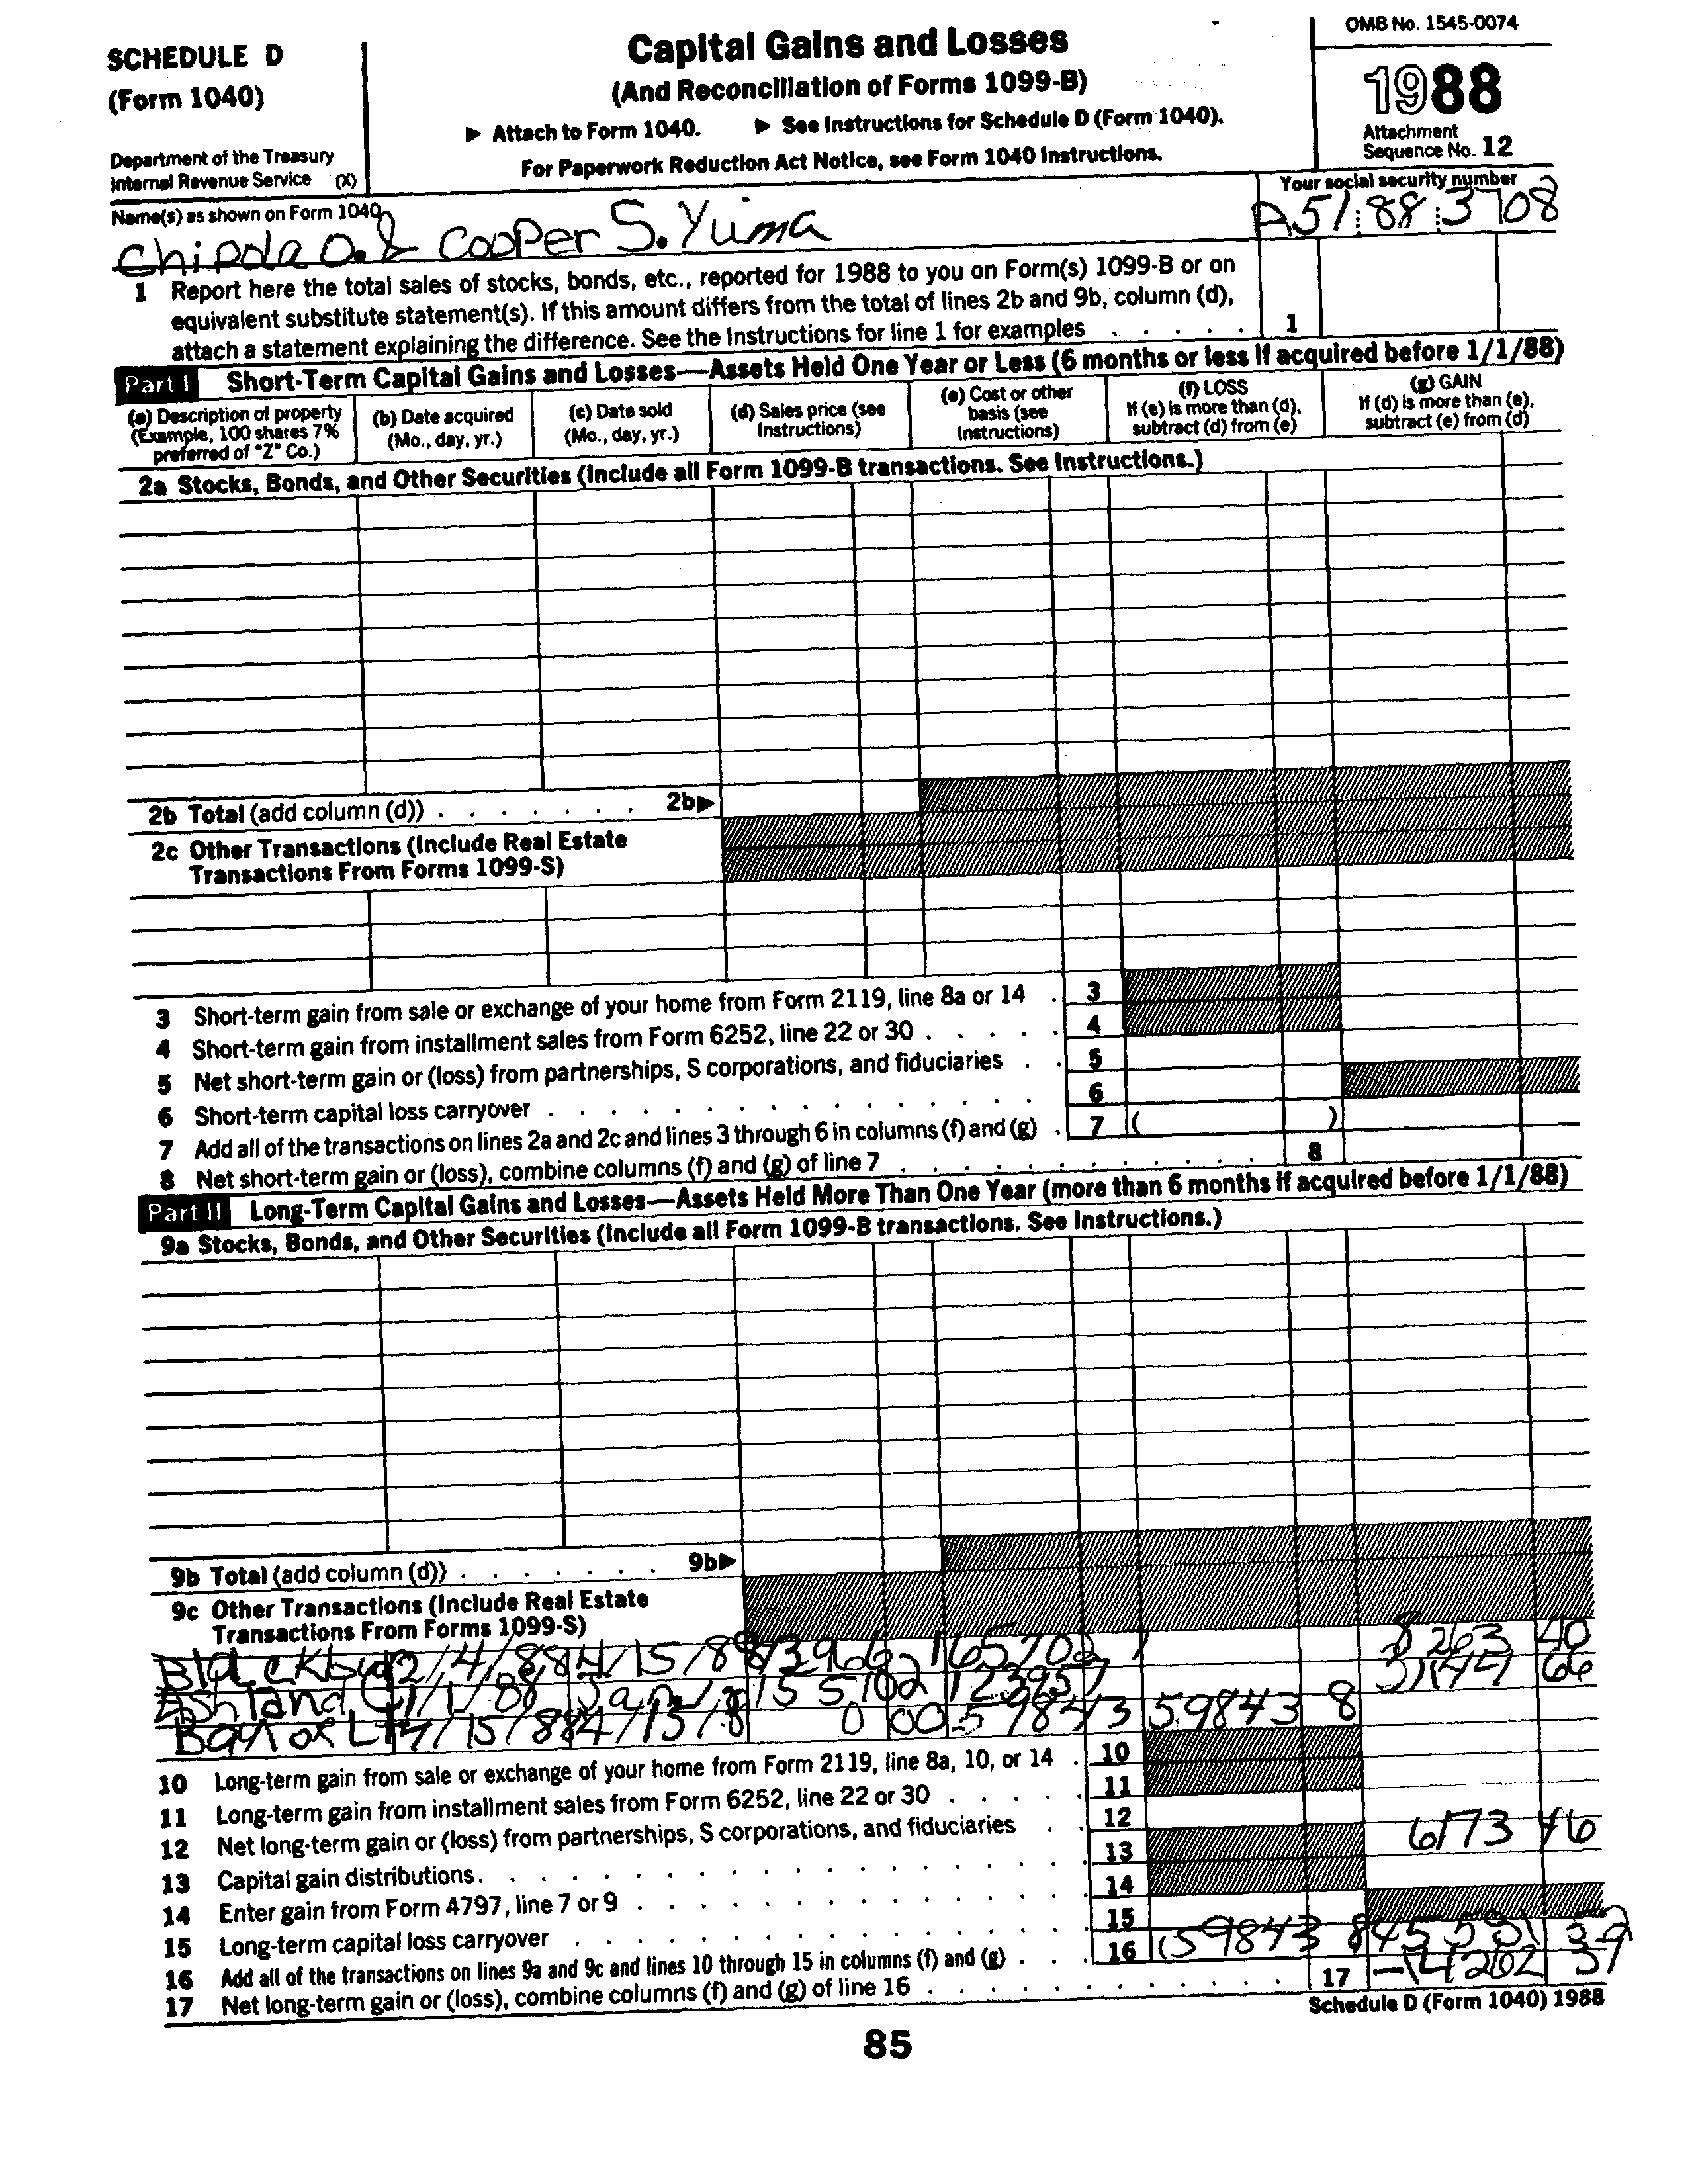 SCHEDULE D
(Form 1040)
Department of the Treasury
Internal Revenue Service (X)
Capital Gains and Losses
(And Reconciliation of Forms 1099-B)
▶ Attach to Form 1040. ▶ See Instructions for Schedule D (Form 1040).
For Paperwork Reduction Act Notice, see Form 1040 Instructions.
OMB No. 1545-0074
1988
Attachment
Sequence No. 12
Name(s) as shown on Form 1040
Your social security number
O. & Cooper S. Yuma
A51 88 3708
1 Report here the total sales of stocks, bonds, etc., reported for 1988 to you on Form(s) 1099-B or on
equivalent substitute statement(s). If this amount differs from the total of lines 2b and 9b, column (d),
attach a statement explaining the difference. See the Instructions for line 1 for examples . . . . . 1
Part I Short-Term Capital Gains and Losses—Assets Held One Year or Less (6 months or less if acquired before 1/1/88)
(a) Description of property
(Example, 100 shares 7%
preferred of "Z" Co.)
(b) Date acquired
(Mo., day, yr.)
(c) Date sold
(Mo., day, yr.)
(d) Sales price (see
Instructions)
(e) Cost or other
basis (see
Instructions)
(f) LOSS
If (e) is more than (d),
subtract (d) from (e)
(g) GAIN
If (d) is more than (e),
subtract (e) from (d)
2a Stocks, Bonds, and Other Securities (Include all Form 1099-B transactions. See Instructions.)
2b Total (add column (d)) . . . . . . 2b▶
2c Other Transactions (Include Real Estate
Transactions From Forms 1099-S)
3 Short-term gain from sale or exchange of your home from Form 2119, line 8a or 14 . 3
4 Short-term gain from installment sales from Form 6252, line 22 or 30 . . . . . 4
5 Net short-term gain or (loss) from partnerships, S corporations, and fiduciaries . . 5
6 Short-term capital loss carryover . . . . . . . . . . . . . . . . 6
7 Add all of the transactions on lines 2a and 2c and lines 3 through 6 in columns (f) and (g) . 7 ( )
8 Net short-term gain or (loss), combine columns (f) and (g) of line 7 . . . . . . . . . . . . 8
Part II Long-Term Capital Gains and Losses—Assets Held More Than One Year (more than 6 months if acquired before 1/1/88)
9a Stocks, Bonds, and Other Securities (Include all Form 1099-B transactions. See Instructions.)
9b Total (add column (d)) . . . . . . . 9b▶
9c Other Transactions (Include Real Estate
Transactions From Forms 1099-S)
4/15/8
Ashland 1/1/88 15 5102 123957 66
Bay or L 4/15/88 4/15/8 0 00 59843 59843 8
10 Long-term gain from sale or exchange of your home from Form 2119, line 8a, 10, or 14 . 10
11 Long-term gain from installment sales from Form 6252, line 22 or 30 . . . . . 11
12 Net long-term gain or (loss) from partnerships, S corporations, and fiduciaries . . 12
6173 46
13 Capital gain distributions . . . . . . . . . . . . . . . . . 13
14 Enter gain from Form 4797, line 7 or 9 . . . . . . . . . . . . . 14
15 Long-term capital loss carryover . . . . . . . . . . . . . . . 15
16 Add all of the transactions on lines 9a and 9c and lines 10 through 15 in columns (f) and (g) . . . 16 (59843 8
17 Net long-term gain or (loss), combine columns (f) and (g) of line 16 . . . . . . . . . . . . 17 -14262 37
Schedule D (Form 1040) 1988
85